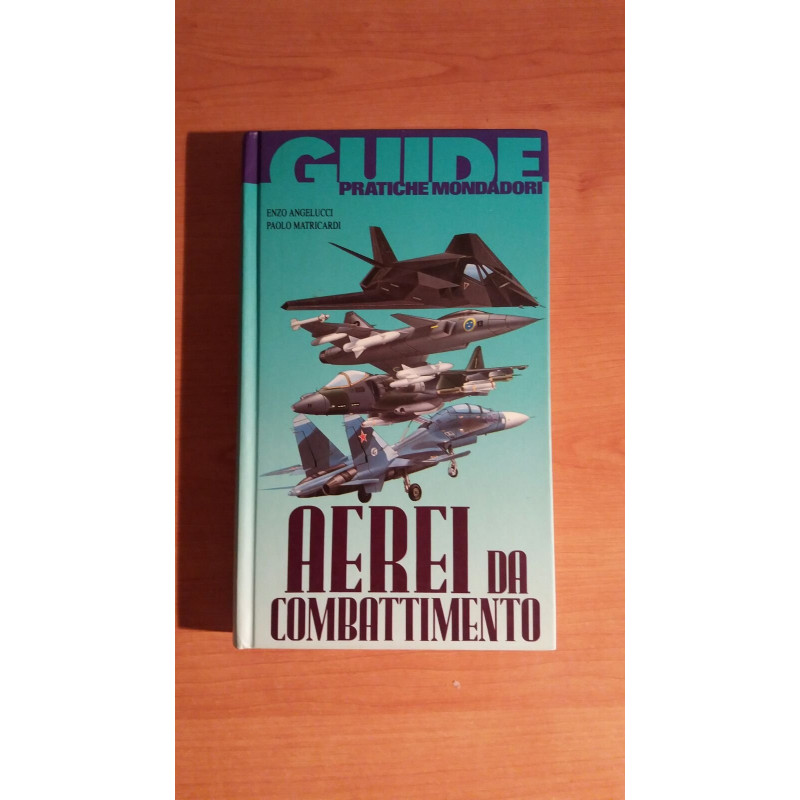 GUIDE
PRATICHE MONDADORI
ENZO ANGELUCCI
PAOLO MATRICARDI
AEREI DA
COMBATTIMENTO